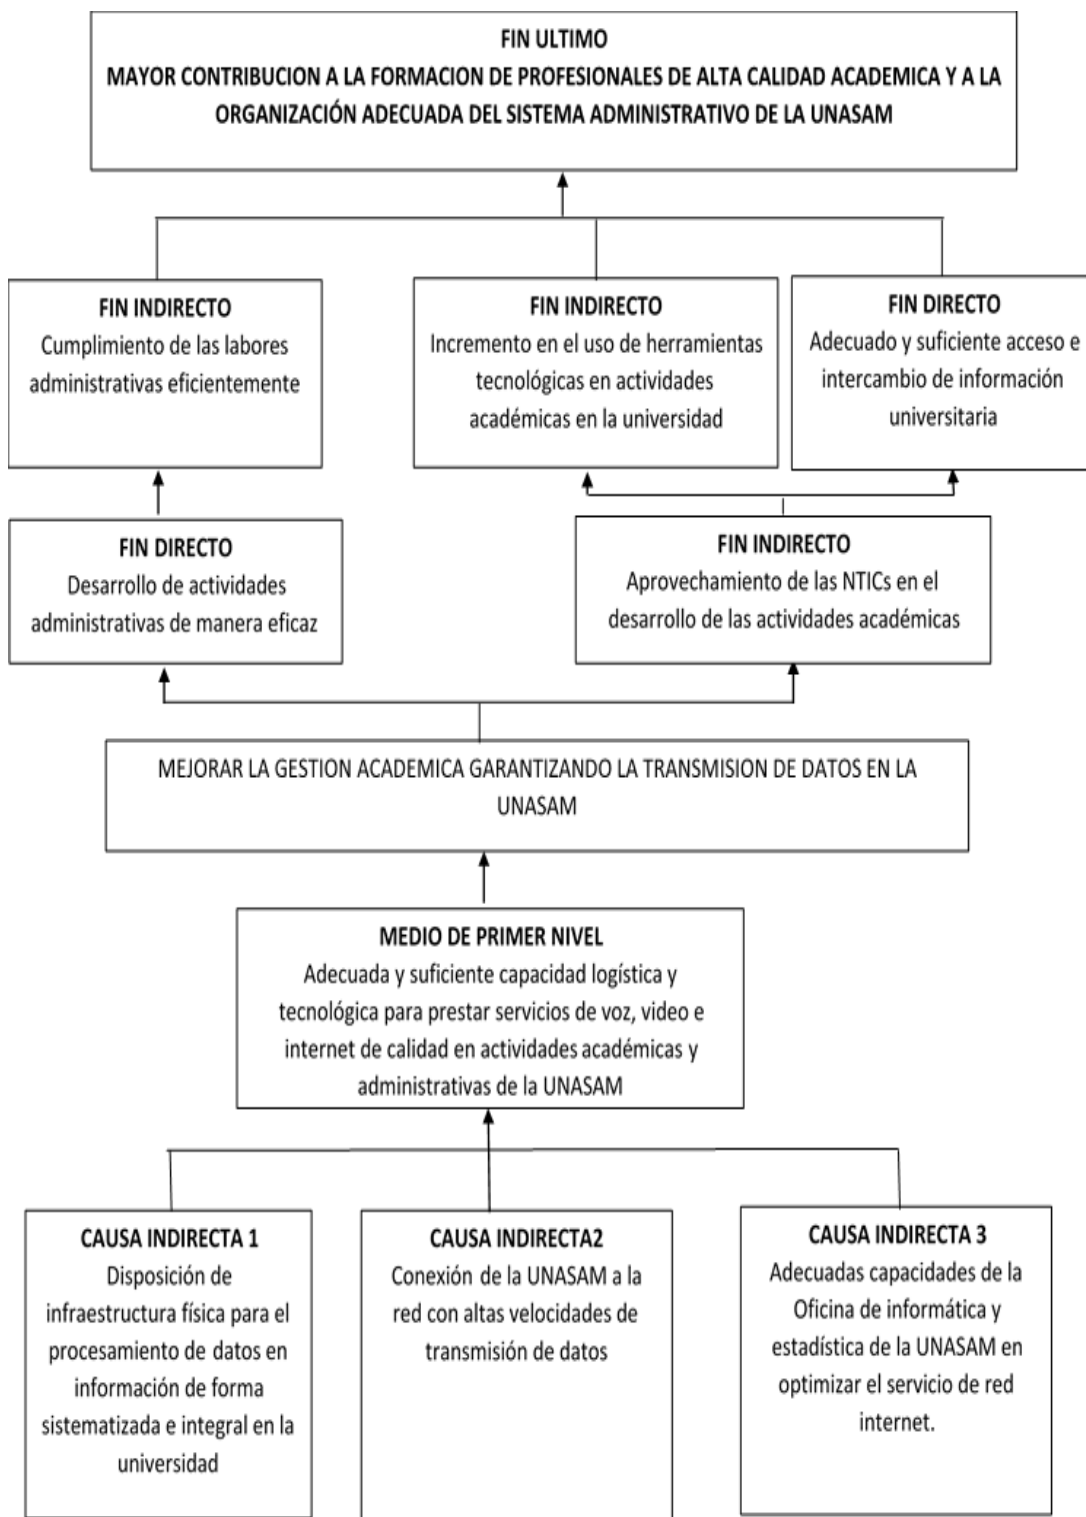 FIN ULTIMO
MAYOR CONTRIBUCION A LA FORMACION DE PROFESIONALES DE ALTA CALIDAD ACADEMICA Y A LA
ORGANIZACIÓN ADECUADA DEL SISTEMA ADMINISTRATIVO DE LA UNASAM
FIN INDIRECTO
Cumplimiento de las labores
administrativas eficientemente
FIN INDIRECTO
Incremento en el uso de herramientas
tecnológicas en actividades
académicas en la universidad
FIN DIRECTO
Adecuado y suficiente acceso e
intercambio de información
universitaria
FIN DIRECTO
Desarrollo de actividades
administrativas de manera eficaz
FIN INDIRECTO
Aprovechamiento de las NTICs en el
desarrollo de las actividades académicas
MEJORAR LA GESTION ACADEMICA GARANTIZANDO LA TRANSMISION DE DATOS EN LA
UNASAM
MEDIO DE PRIMER NIVEL
Adecuada y suficiente capacidad logística y
tecnológica para prestar servicios de voz, video e
internet de calidad en actividades académicas y
administrativas de la UNASAM
CAUSA INDIRECTA 1
Disposición de
infraestructura física para el
procesamiento de datos en
información de forma
sistematizada e integral en la
universidad
CAUSA INDIRECTA2
Conexión de la UNASAM a la
red con altas velocidades de
transmisión de datos
CAUSA INDIRECTA 3
Adecuadas capacidades de la
Oficina de informática y
estadística de la UNASAM en
optimizar el servicio de red
internet.